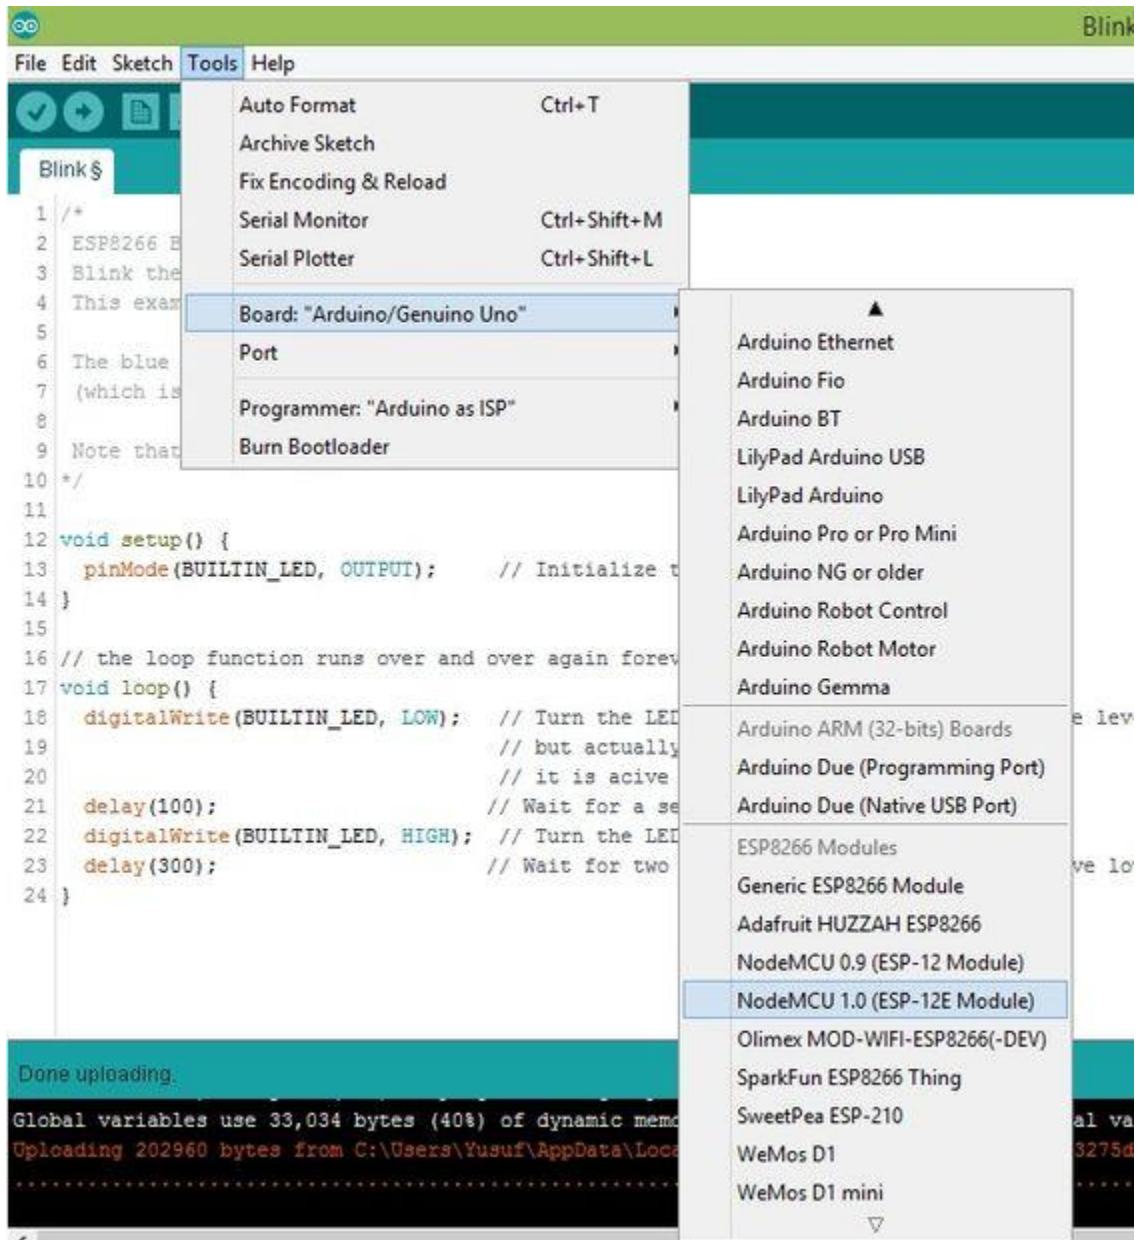 Blink
File Edit Sketch Tools Help
Auto Format Ctrl+T
Archive Sketch
Fix Encoding & Reload
Serial Monitor Ctrl+Shift+M
Serial Plotter Ctrl+Shift+L
Board: "Arduino/Genuino Uno"
Port
Programmer: "Arduino as ISP"
Burn Bootloader
Arduino Ethernet
Arduino Fio
Arduino BT
LilyPad Arduino USB
LilyPad Arduino
Arduino Pro or Pro Mini
Arduino NG or older
Arduino Robot Control
Arduino Robot Motor
Arduino Gemma
Arduino ARM (32-bits) Boards
Arduino Due (Programming Port)
Arduino Due (Native USB Port)
ESP8266 Modules
Generic ESP8266 Module
Adafruit HUZZAH ESP8266
NodeMCU 0.9 (ESP-12 Module)
NodeMCU 1.0 (ESP-12E Module)
Olimex MOD-WIFI-ESP8266(-DEV)
SparkFun ESP8266 Thing
SweetPea ESP-210
WeMos D1
WeMos D1 mini
Blink §
1 /*
2 ESP8266 B
3 Blink the
4 This exam
5
6 The blue
7 (which is
8
9 Note that
10 */
11
12 void setup() {
13 pinMode(BUILTIN_LED, OUTPUT); // Initialize t
14 }
15
16 // the loop function runs over and over again forev
17 void loop() {
18 digitalWrite(BUILTIN_LED, LOW); // Turn the LED e lev
19 // but actually
20 // it is acive
21 delay(100); // Wait for a se
22 digitalWrite(BUILTIN_LED, HIGH); // Turn the LED
23 delay(300); // Wait for two ve lo
24 }
Done uploading.
Global variables use 33,034 bytes (40%) of dynamic memo al va
Uploading 202960 bytes from C:\Users\Yusuf\AppData\Loca 3275d